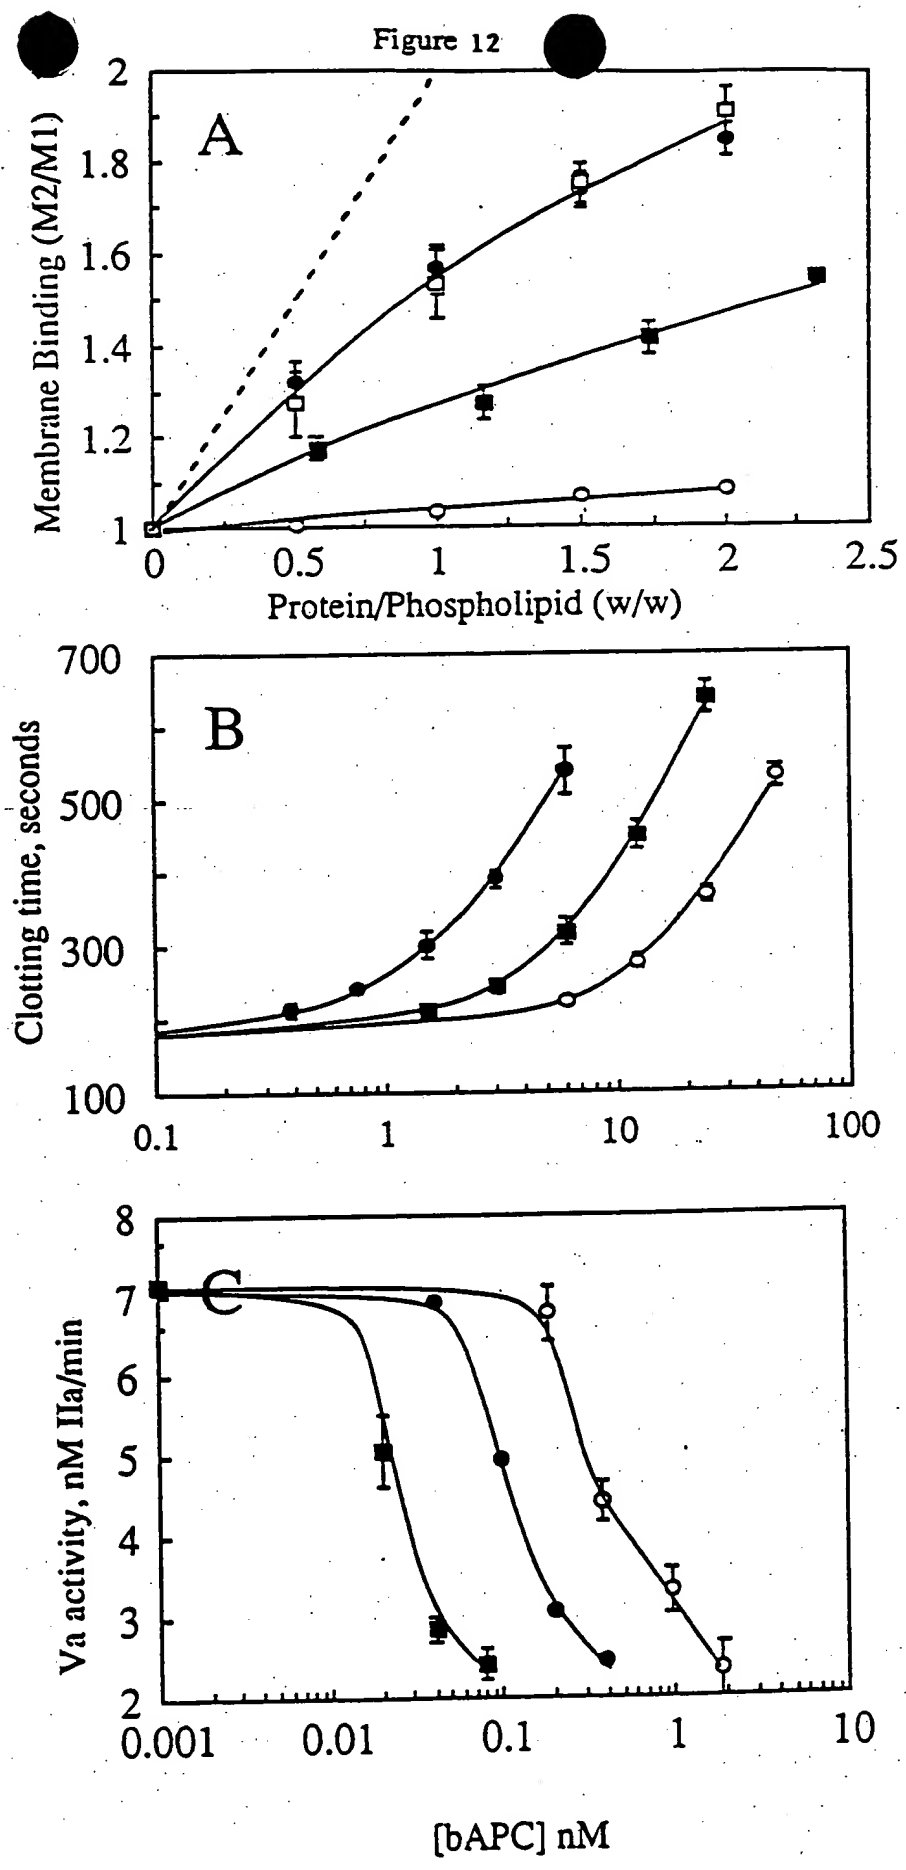 Figure 12
A
Membrane Binding (M2/M1)
2
1.8
1.6
1.4
1.2
1
0 0.5 1 1.5 2 2.5
Protein/Phospholipid (w/w)
B
Clotting time, seconds
700
500
300
100
0.1 1 10 100
C
Va activity, nM IIa/min
8
7
6
5
4
3
2
0.001 0.01 0.1 1 10
[bAPC] nM